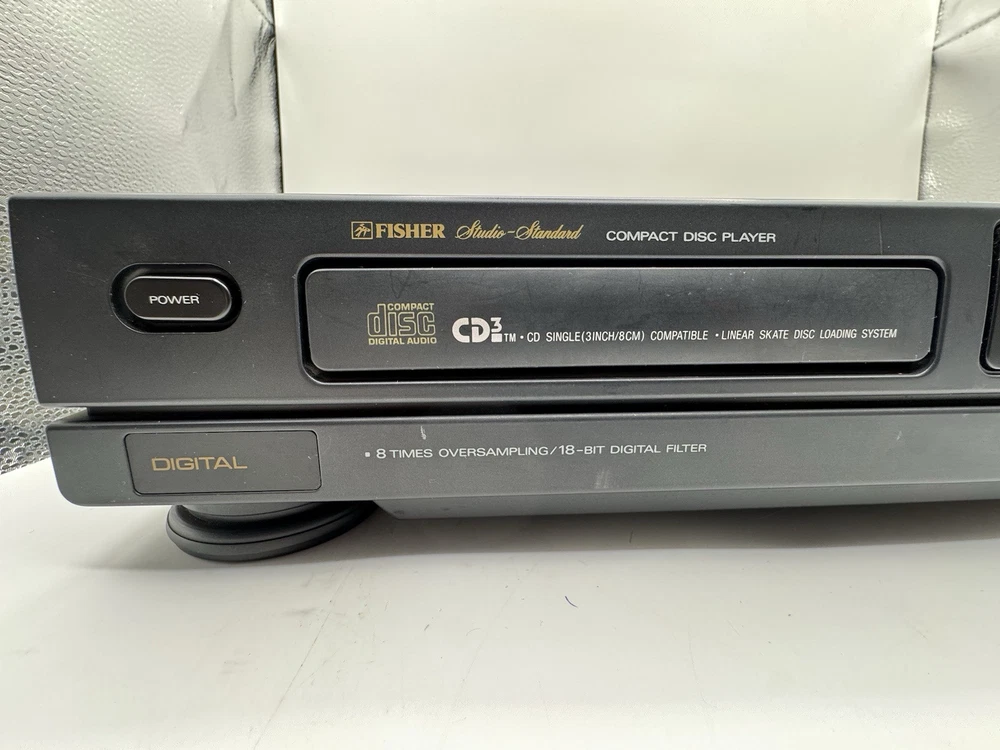 FISHER Studio-Standard COMPACT DISC PLAYER
POWER
COMPACT
disc
DIGITAL AUDIO
CD3 TM • CD SINGLE(3INCH/8CM) COMPATIBLE • LINEAR SKATE DISC LOADING SYSTEM
DIGITAL
▪ 8 TIMES OVERSAMPLING/18-BIT DIGITAL FILTER